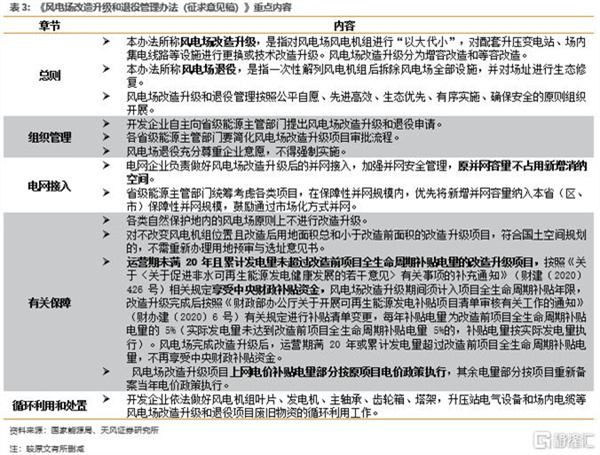 表 3：《风电场改造升级和退役管理办法（征求意见稿）》重点内容
章节 内容
总则
➢ 本办法所称风电场改造升级，是指对风电场风电机组进行“以大代小”，对配套升压变电站、场内
集电线路等设施进行更换或技术改造升级。风电场改造升级分为增容改造和等容改造。
➢ 本办法所称风电场退役，是指一次性解列风电机组后拆除风电场全部设施，并对场址进行生态修
复。
➢ 风电场改造升级和退役管理按照公平自愿、先进高效、生态优先、有序实施、确保安全的原则组织
开展。
组织管理
➢ 开发企业自主向省级能源主管部门提出风电场改造升级和退役申请。
➢ 各省级能源主管部门要简化风电场改造升级项目审批流程。
➢ 风电场退役充分尊重企业意愿，不得强制实施。
电网接入
➢ 电网企业负责做好风电场改造升级后的并网接入，加强并网安全管理，原并网容量不占用新增消纳
空间。
➢ 省级能源主管部门统筹考虑各类项目，在保障性并网规模内，优先将新增并网容量纳入本省（区、
市）保障性并网规模，鼓励通过市场化方式并网。
有关保障
➢ 各类自然保护地内的风电场原则上不进行改造升级。
➢ 对不改变风电机组位置且改造后用地面积总和小于改造前面积的改造升级项目，符合国土空间规划
的，不需重新办理用地预审与选址意见书。
➢ 运营期未满 20 年且累计发电量未超过改造前项目全生命周期补贴电量的改造升级项目，按照《关
于〈关于促进非水可再生能源发电健康发展的若干意见〉有关事项的补充通知》（财建〔2020〕
426 号）相关规定享受中央财政补贴资金，风电场改造升级期间须计入项目全生命周期补贴年限，
改造升级完成后按照《财政部办公厅关于开展可再生能源发电补贴项目清单审核有关工作的通知》
（财办建〔2020〕6 号）有关规定进行补贴清单变更，每年补贴电量为改造前项目全生命周期补贴
电量的 5%（实际发电量未达到改造前项目全生命周期补贴电量 5%的，补贴电量按实际发电量执
行）。风电场完成改造升级后，运营期满 20 年或累计发电量超过改造前项目全生命周期补贴电
量，不再享受中央财政补贴资金。
➢ 风电场改造升级项目上网电价补贴电量部分按原项目电价政策执行，其余电量部分按项目重新备
案当年电价政策执行。
循环利用和处置
➢ 开发企业依法做好风电机组叶片、发电机、主轴承、齿轮箱、塔架，升压站电气设备和场内电缆等
风电场改造升级和退役项目废旧物资的循环利用工作。
资料来源：国家能源局、天风证券研究所
注：较原文有所删减
格隆汇